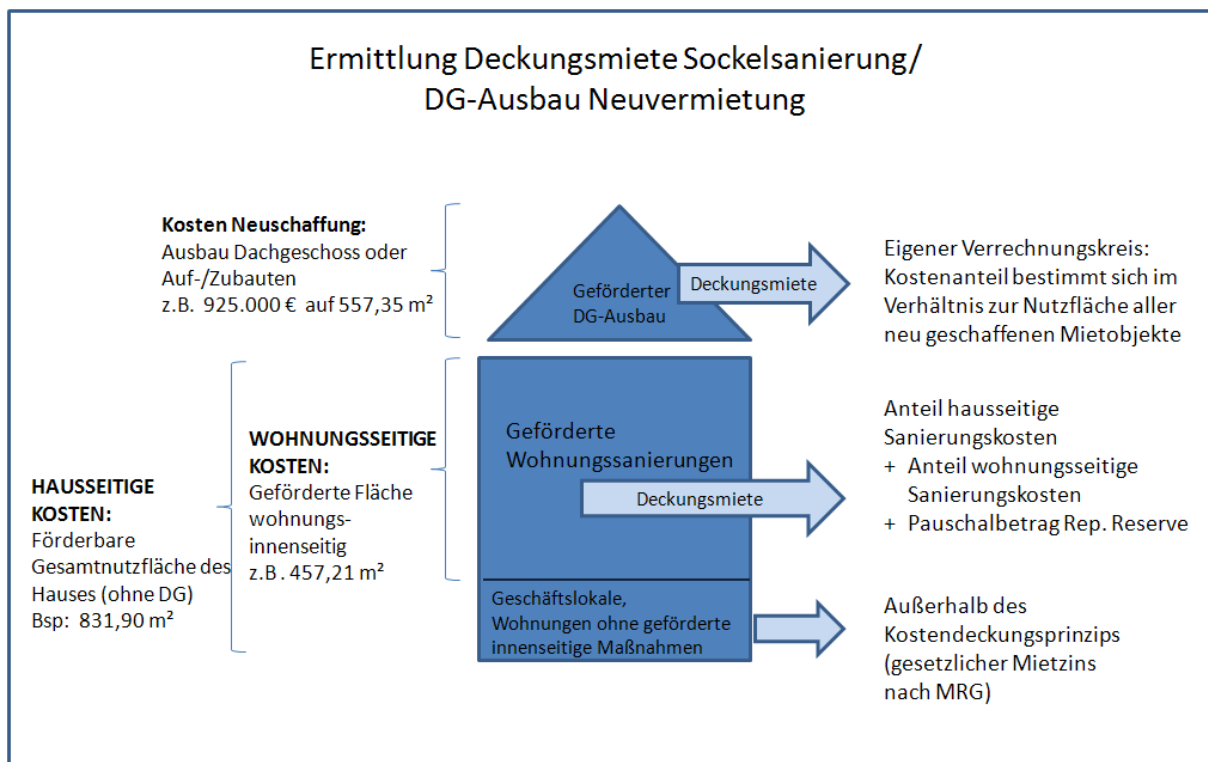 Ermittlung Deckungsmiete Sockelsanierung/
DG-Ausbau Neuvermietung
Kosten Neuschaffung:
Ausbau Dachgeschoss oder
Auf-/Zubauten
z.B. 925.000 € auf 557,35 m²
Geförderter
DG-Ausbau
Deckungsmiete
Eigener Verrechnungskreis:
Kostenanteil bestimmt sich im
Verhältnis zur Nutzfläche aller
neu geschaffenen Mietobjekte
HAUSSEITIGE
KOSTEN:
Förderbare
Gesamtnutzfläche des
Hauses (ohne DG)
Bsp: 831,90 m²
WOHNUNGSSEITIGE
KOSTEN:
Geförderte Fläche
wohnungs-
innenseitig
z.B . 457,21 m²
Geförderte
Wohnungssanierungen
Deckungsmiete
Anteil hausseitige
Sanierungskosten
+ Anteil wohnungsseitige
Sanierungskosten
+ Pauschalbetrag Rep. Reserve
Geschäftslokale,
Wohnungen ohne geförderte
innenseitige Maßnahmen
Außerhalb des
Kostendeckungsprinzips
(gesetzlicher Mietzins
nach MRG)